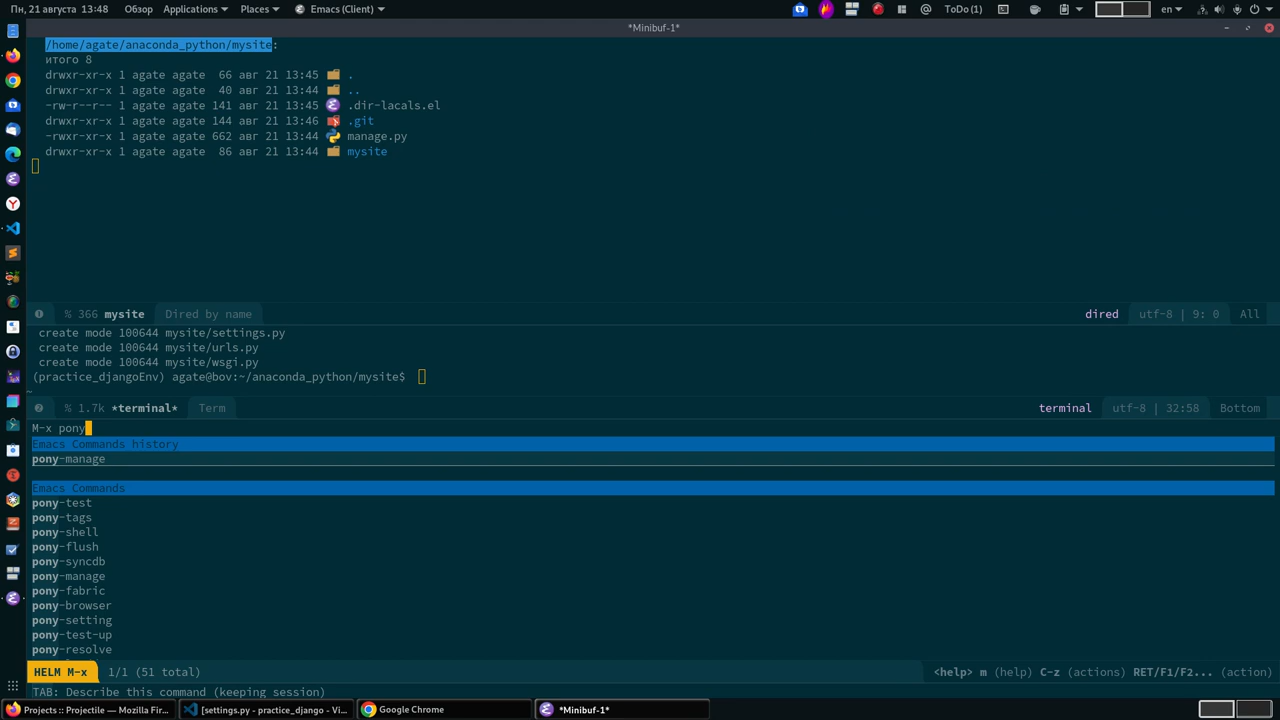 Пн, 21 августа 13:48 Обзор Applications Places Emacs (Client) ToDo (1) en
*Minibuf-1*
/home/agate/anaconda_python/mysite:
итого 8
drwxr-xr-x 1 agate agate 66 авг 21 13:45 .
drwxr-xr-x 1 agate agate 40 авг 21 13:44 ..
-rw-r--r-- 1 agate agate 141 авг 21 13:45 .dir-lacals.el
drwxr-xr-x 1 agate agate 144 авг 21 13:46 .git
-rwxr-xr-x 1 agate agate 662 авг 21 13:44 manage.py
drwxr-xr-x 1 agate agate 86 авг 21 13:44 mysite
% 366 mysite Dired by name dired utf-8 | 9: 0 All
create mode 100644 mysite/settings.py
create mode 100644 mysite/urls.py
create mode 100644 mysite/wsgi.py
(practice_djangoEnv) agate@bov:~/anaconda_python/mysite$
~
❷ % 1.7k *terminal* Term terminal utf-8 | 32:58 Bottom
M-x pony
Emacs Commands history
pony-manage
Emacs Commands
pony-test
pony-tags
pony-shell
pony-flush
pony-syncdb
pony-manage
pony-fabric
pony-browser
pony-setting
pony-test-up
pony-resolve
HELM M-x 1/1 (51 total) <help> m (help) C-z (actions) RET/F1/F2... (action)
TAB: Describe this command (keeping session)
Projects :: Projectile — Mozilla Fir... [settings.py - practice_django - Vi... Google Chrome *Minibuf-1*